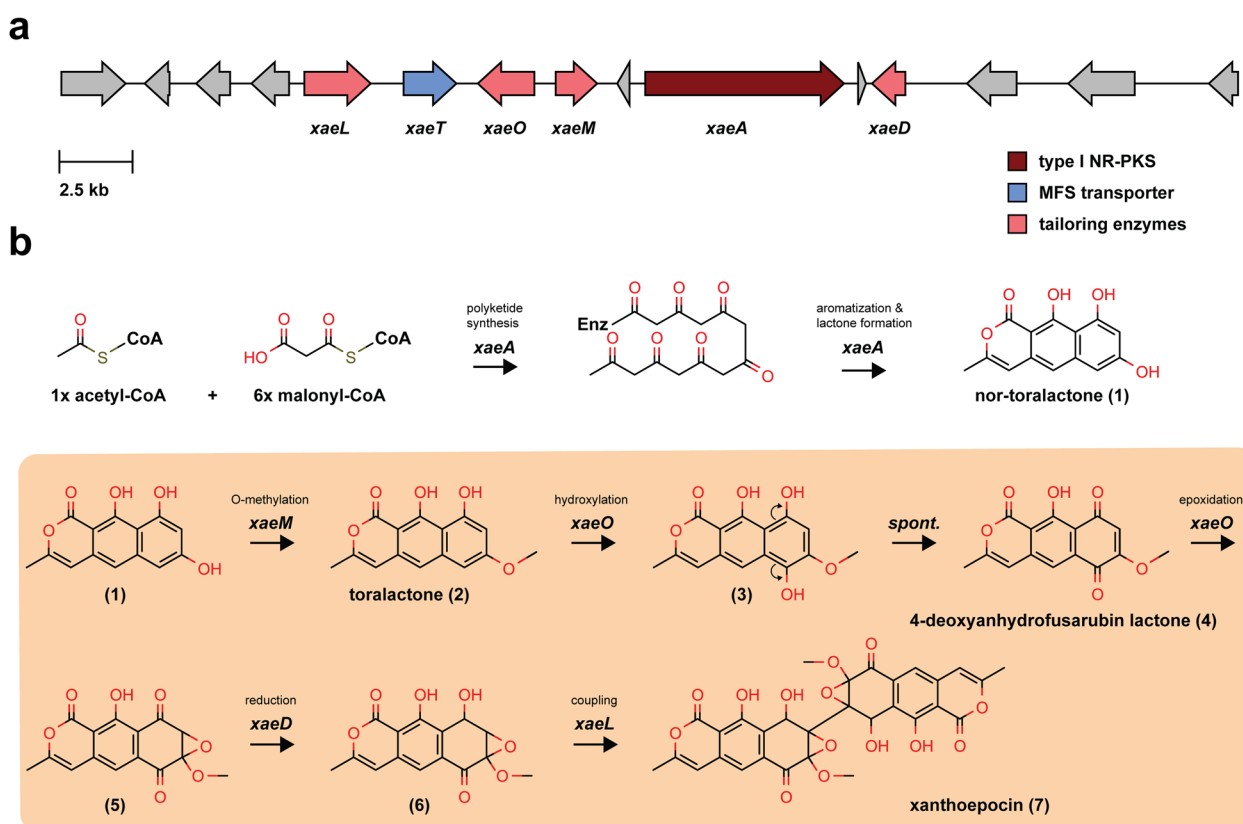 a
xaeL
xaeT
xaeO
xaeM
xaeA
xaeD
2.5 kb
type I NR-PKS
MFS transporter
tailoring enzymes
b
O
S
CoA
1x acetyl-CoA
+
O
O
HO
S
CoA
6x malonyl-CoA
polyketide
synthesis
xaeA
O O O
Enz
O O O
O
aromatization &
lactone formation
xaeA
O OH OH
O
OH
nor-toralactone (1)
O OH OH
O
OH
(1)
O-methylation
xaeM
O OH OH
O
O
toralactone (2)
hydroxylation
xaeO
O OH OH
O
O
OH
(3)
spont.
O OH O
O
O
O
4-deoxyanhydrofusarubin lactone (4)
epoxidation
xaeO
O OH O
O
O
O
O
(5)
reduction
xaeD
O OH OH
O
O
O
O
(6)
coupling
xaeL
O
O
O
O
OH OH
O
O OH OH
O
O
O
O
O
xanthoepocin (7)